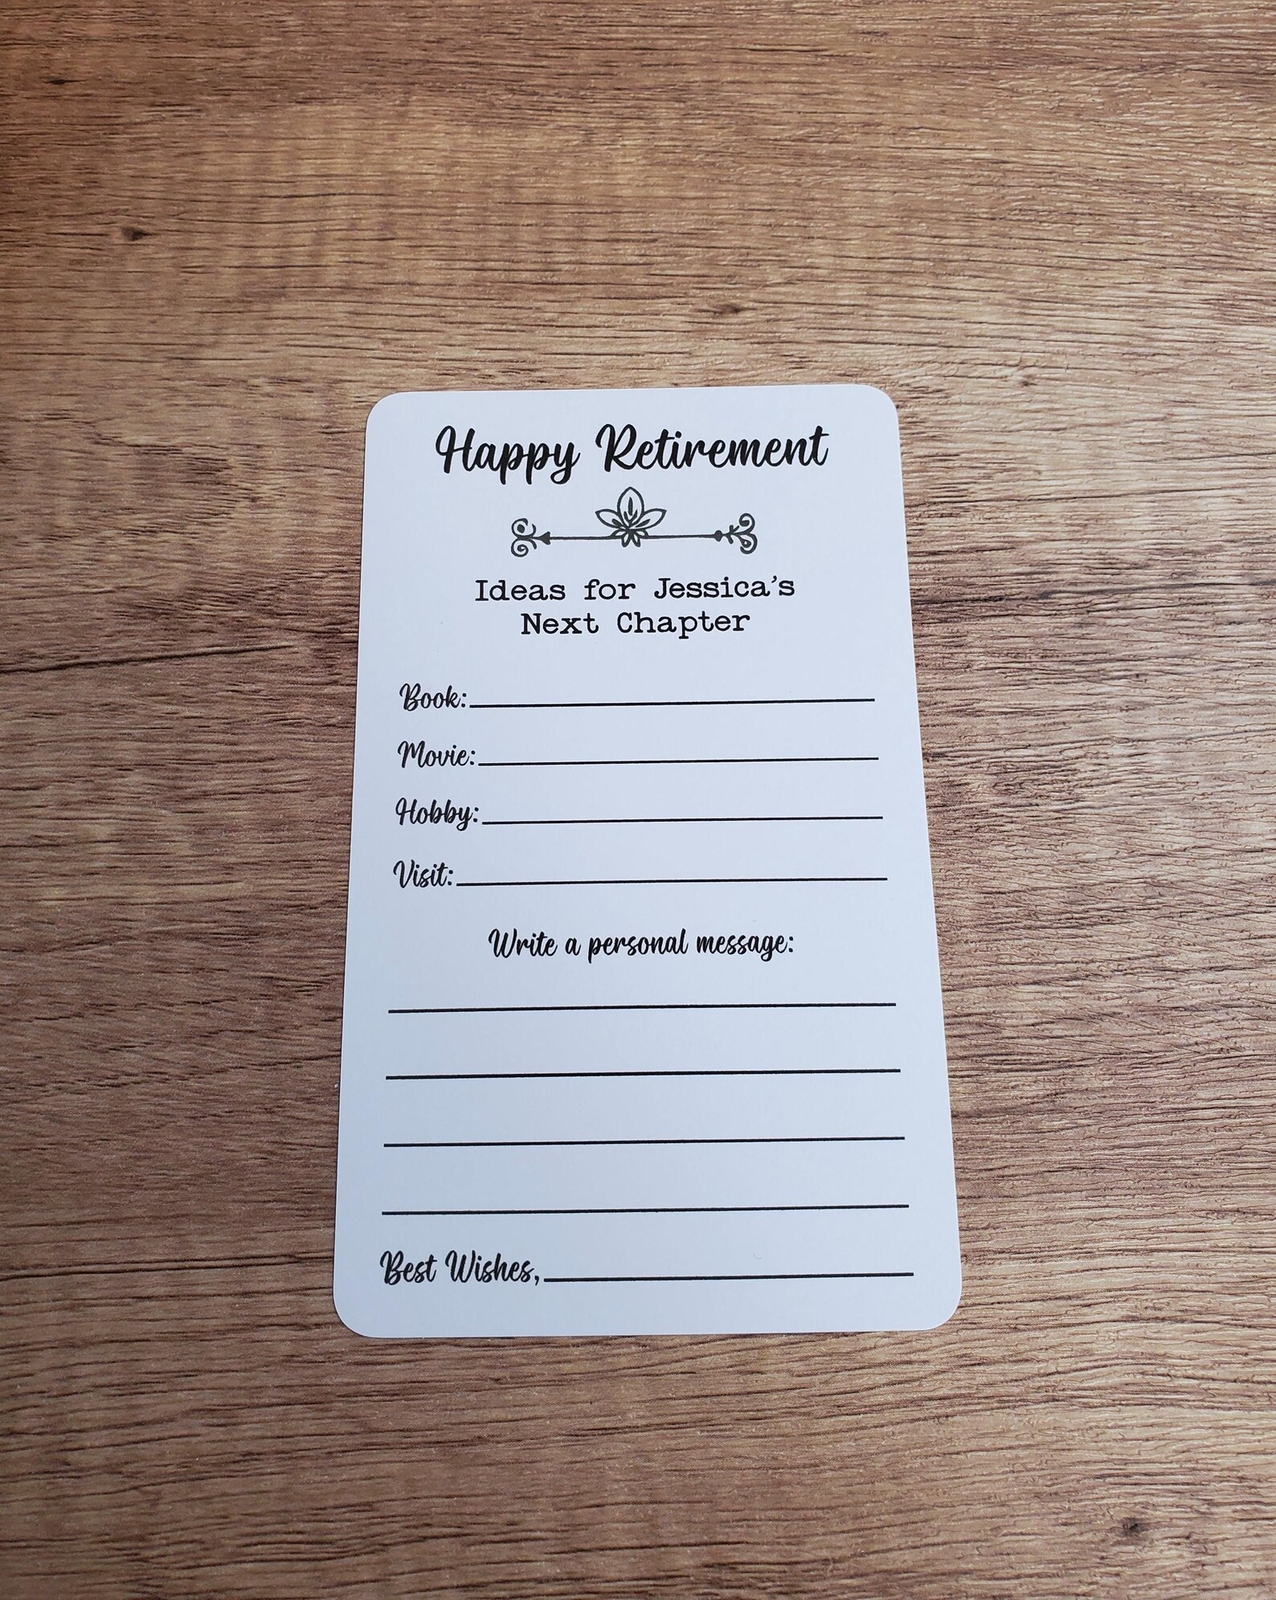 Happy Retirement
Ideas for Jessica's
Next Chapter
Book:
Movie:
Hobby:
Visit:
Write a personal message:
Best Wishes,